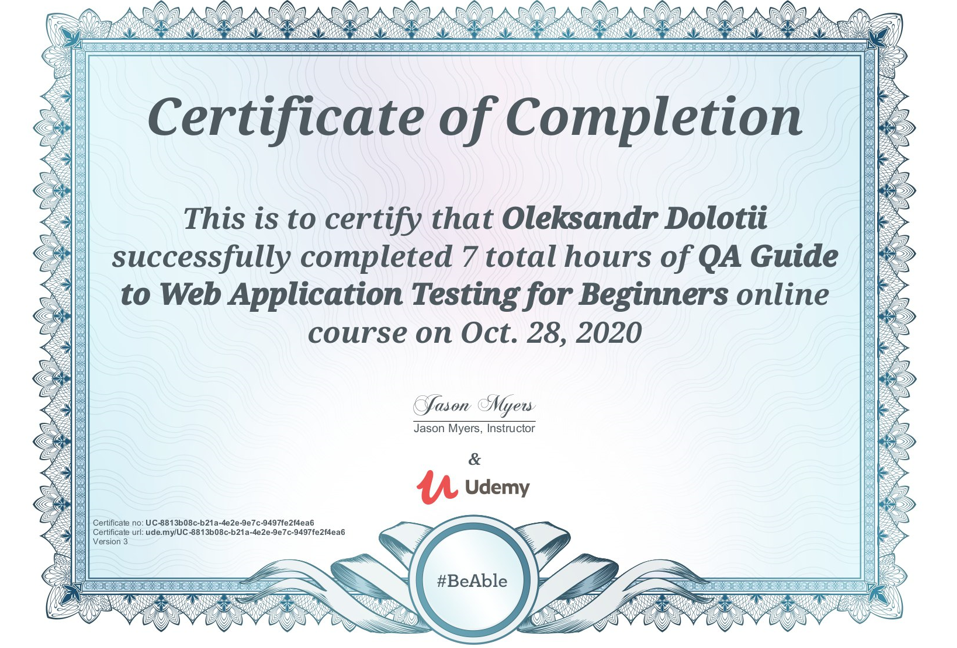 Certificate of Completion
This is to certify that Oleksandr Dolotii
successfully completed 7 total hours of QA Guide
to Web Application Testing for Beginners online
course on Oct. 28, 2020
Jason Myers
Jason Myers, Instructor
&
Udemy
Certificate no: UC-8813b08c-b21a-4e2e-9e7c-9497fe2f4ea6
Certificate url: ude.my/UC-8813b08c-b21a-4e2e-9e7c-9497fe2f4ea6
Version 3
#BeAble